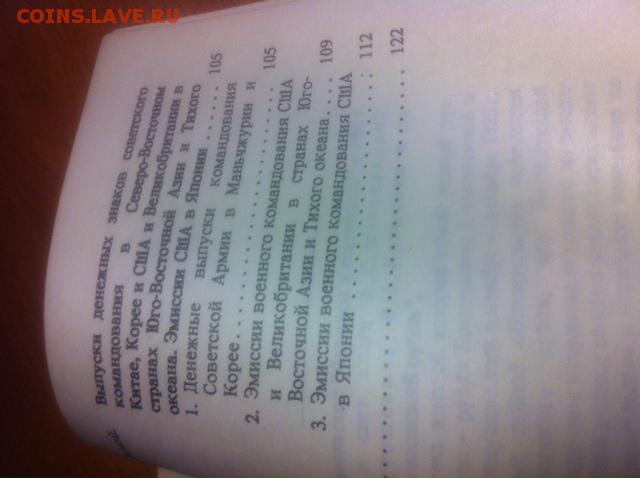 COINS.LAVE.RU
Выпуски денежных знаков советского
командования в Северо-Восточном
Китае, Корее и США и Великобритании в
странах Юго-Восточной Азии и Тихого
океана. Эмиссии США в Японии . . . . . . 105
1. Денежные выпуски командования
Советской Армии в Маньчжурии и
Корее. . . . . . . . . . . . . . . . . . . . . . . . . . 105
2. Эмиссии военного командования США
и Великобритании в странах Юго-
Восточной Азии и Тихого океана. . . . . 109
3. Эмиссии военного командования США
в Японии . . . . . . . . . . . . . . . . . . . . . . 112
. . . . . . . . . . . . . . . . . . . . . . . . . . . . . . 122